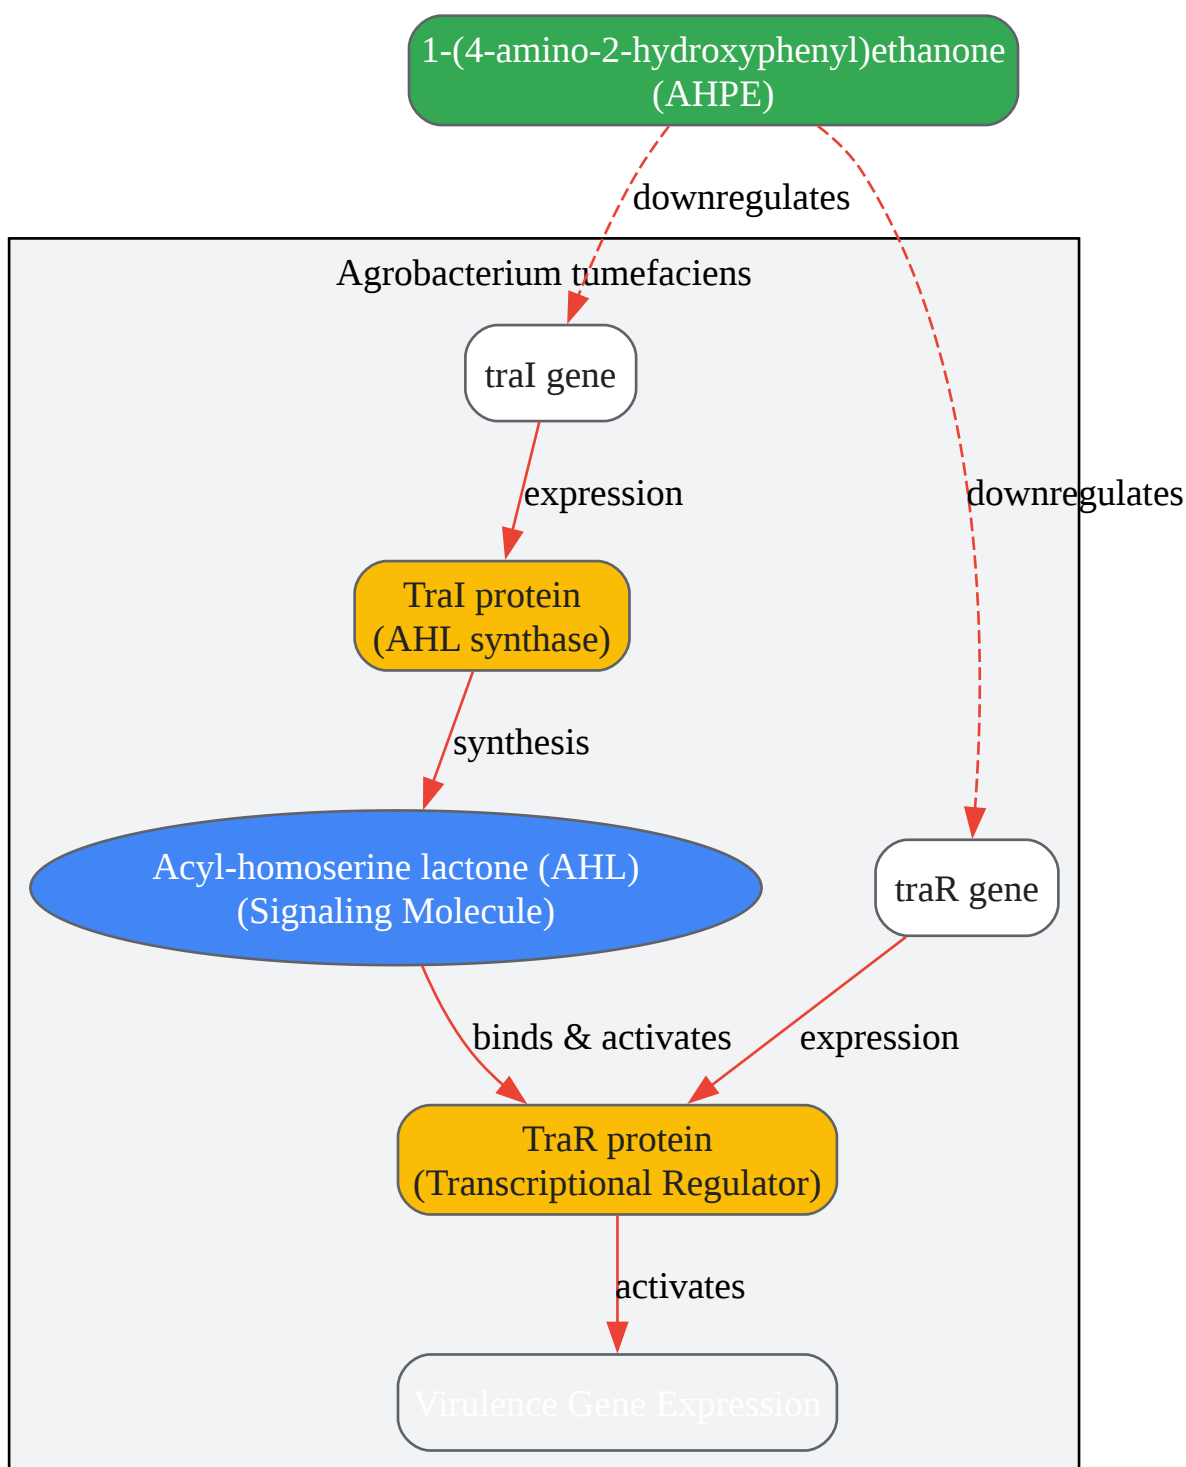 1-(4-amino-2-hydroxyphenyl)ethanone
(AHPE)
downregulates
Agrobacterium tumefaciens
traI gene
expression
downregulates
TraI protein
(AHL synthase)
synthesis
Acyl-homoserine lactone (AHL)
(Signaling Molecule)
traR gene
binds & activates
expression
TraR protein
(Transcriptional Regulator)
activates
Virulence Gene Expression